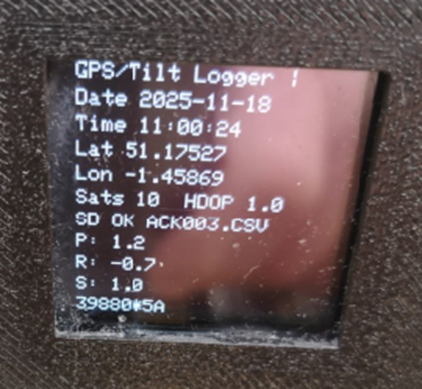 GPS/Tilt Logger ¦
Date 2025-11-18
Time 11:00:24
Lat 51.17527
Lon -1.45869
Sats 10 HDOP 1.0
SD OK ACK003.CSV
P: 1.2
R: -0.7
S: 1.0
39880*5A